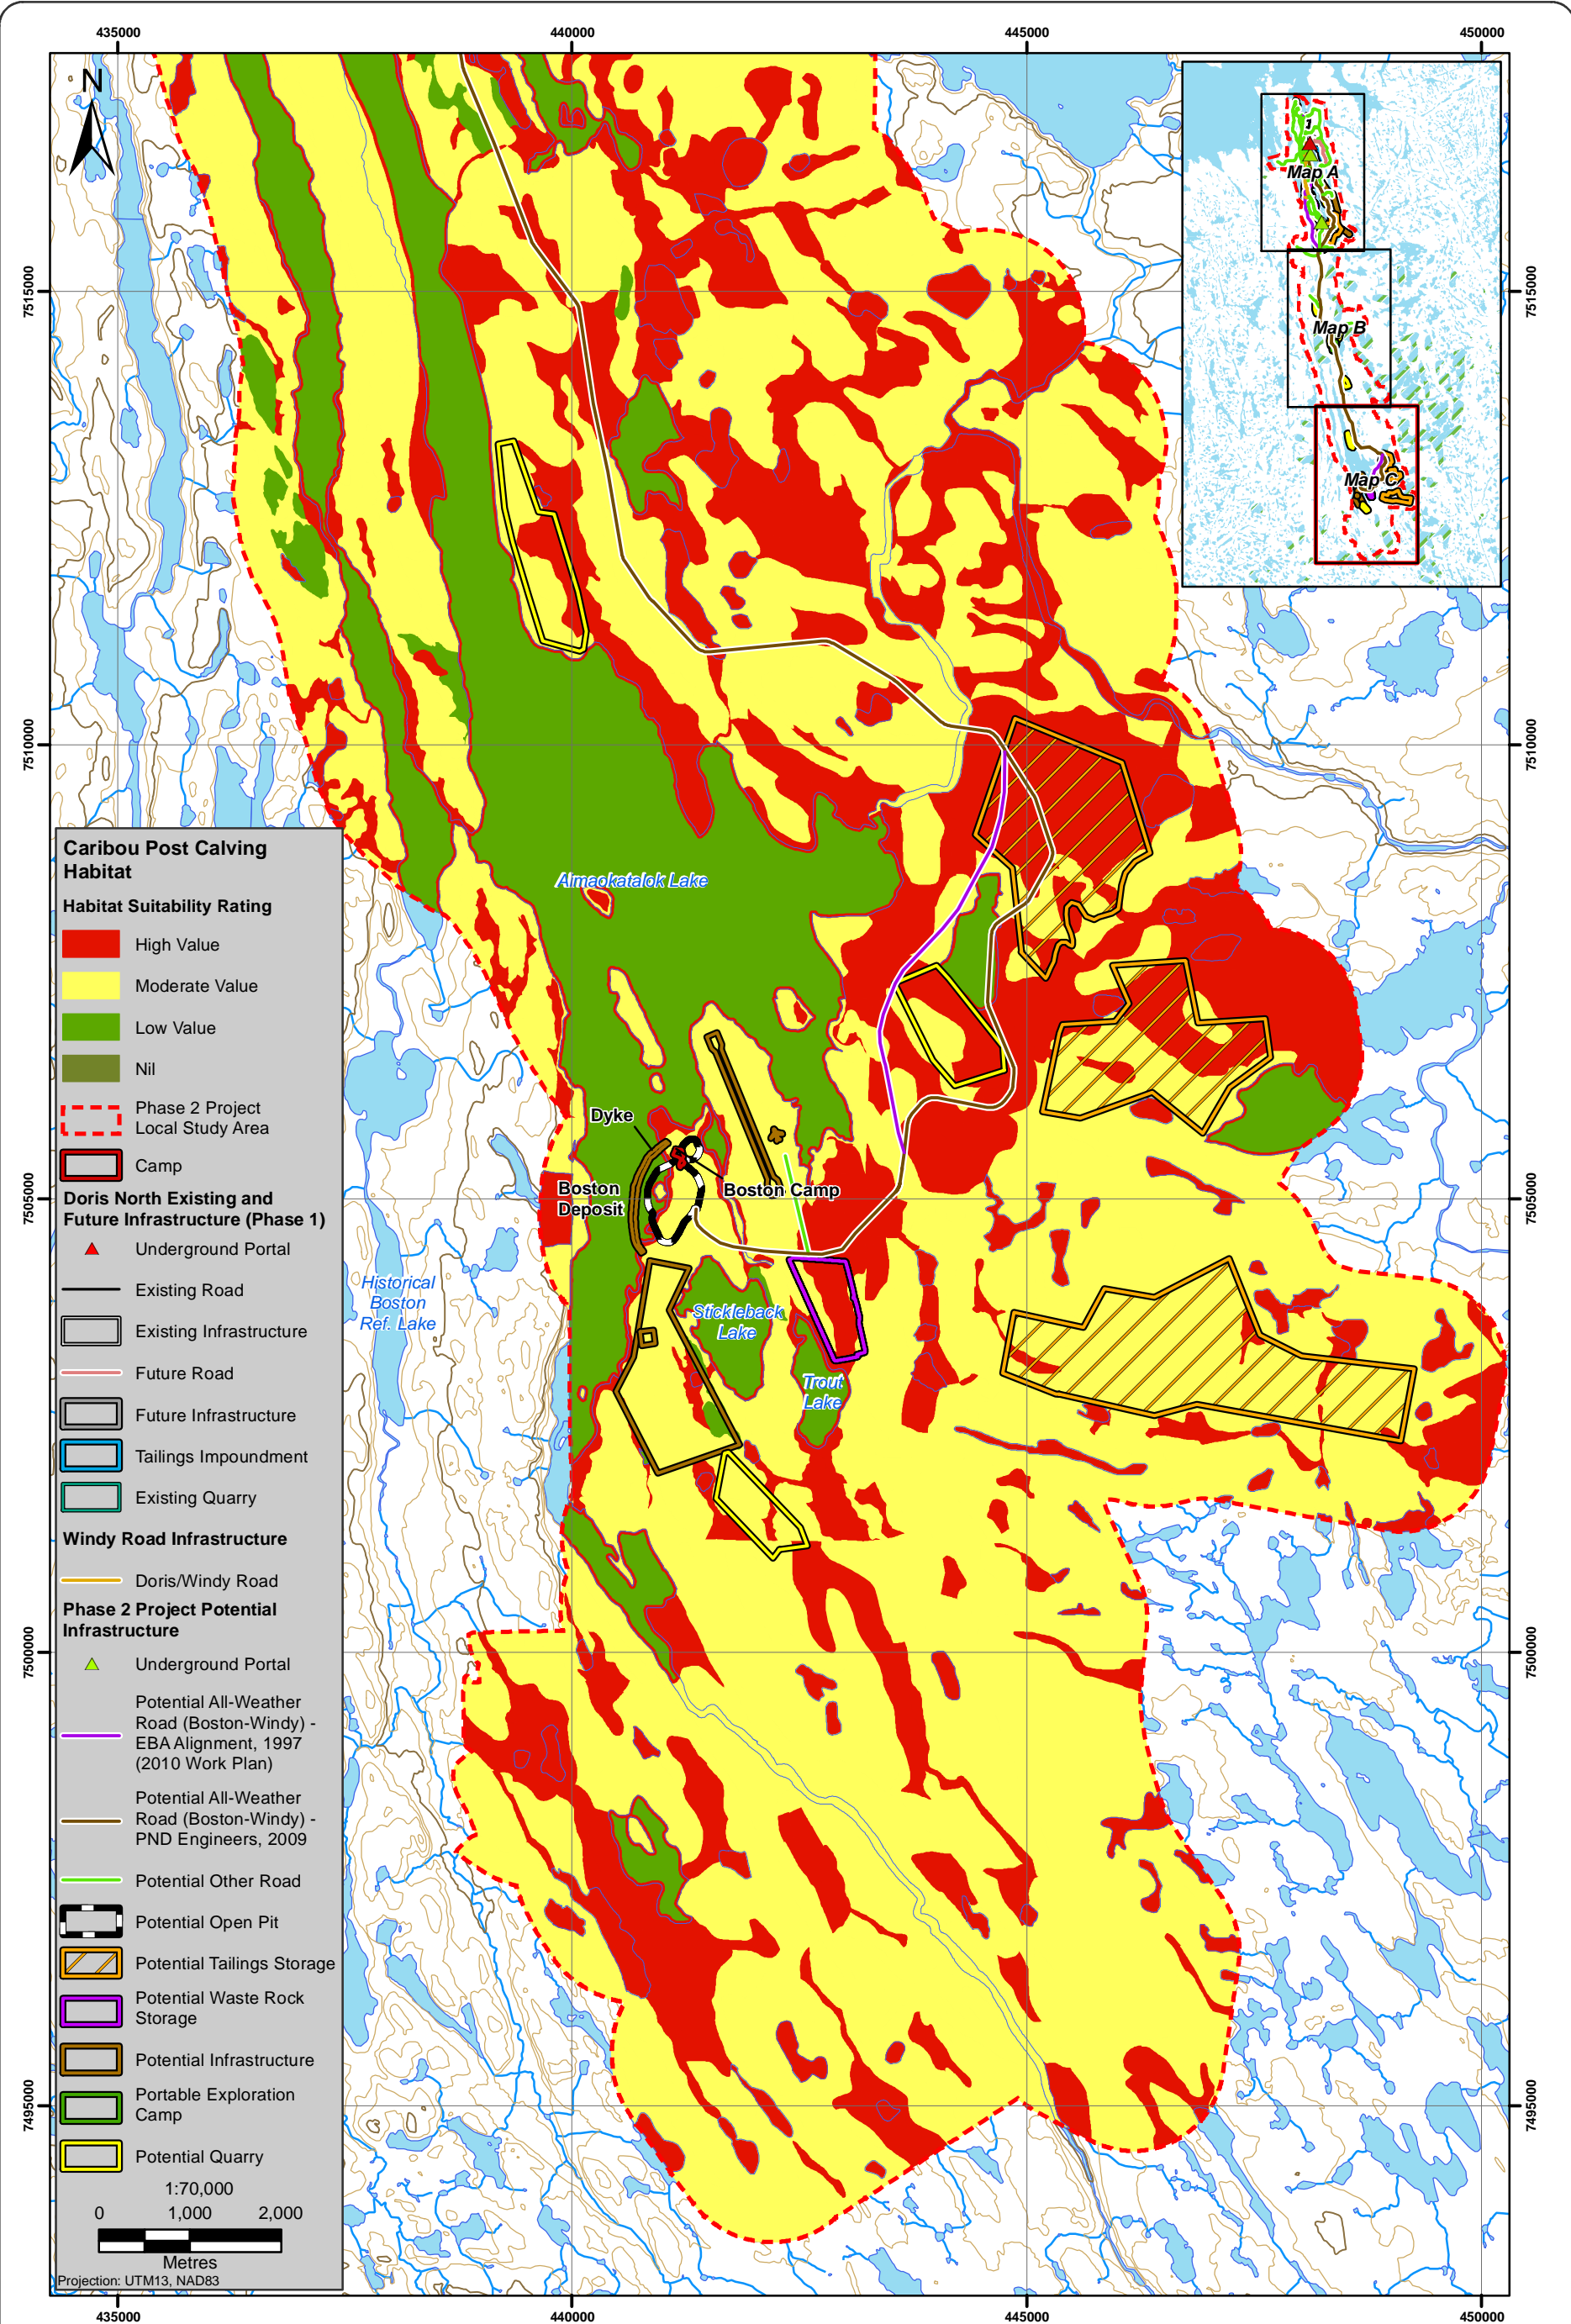 435000
440000
445000
450000
N
1
Map A
Map B
Map C
7515000
7515000
7510000
7510000
7505000
7505000
7500000
7500000
7495000
7495000
Aimaokatalok Lake
Dyke
Boston
Deposit
Boston Camp
Historical
Boston
Ref. Lake
Stickleback
Lake
Trout
Lake
Caribou Post Calving
Habitat
Habitat Suitability Rating
High Value
Moderate Value
Low Value
Nil
Phase 2 Project
Local Study Area
Camp
Doris North Existing and
Future Infrastructure (Phase 1)
Underground Portal
Existing Road
Existing Infrastructure
Future Road
Future Infrastructure
Tailings Impoundment
Existing Quarry
Windy Road Infrastructure
Doris/Windy Road
Phase 2 Project Potential
Infrastructure
Underground Portal
Potential All-Weather
Road (Boston-Windy) -
EBA Alignment, 1997
(2010 Work Plan)
Potential All-Weather
Road (Boston-Windy) -
PND Engineers, 2009
Potential Other Road
Potential Open Pit
Potential Tailings Storage
Potential Waste Rock
Storage
Potential Infrastructure
Portable Exploration
Camp
Potential Quarry
1:70,000
0 1,000 2,000
Metres
Projection: UTM13, NAD83
435000
440000
445000
450000